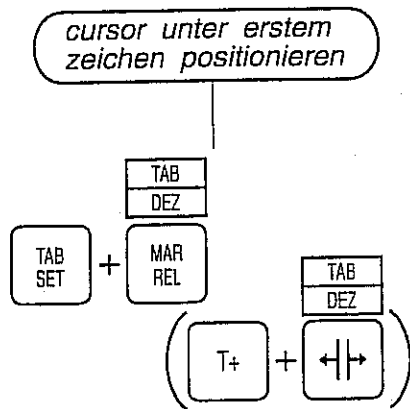 cursor unter erstem
zeichen positionieren
TAB
DEZ
TAB
SET
+
MAR
REL
TAB
DEZ
(
T+
+
)